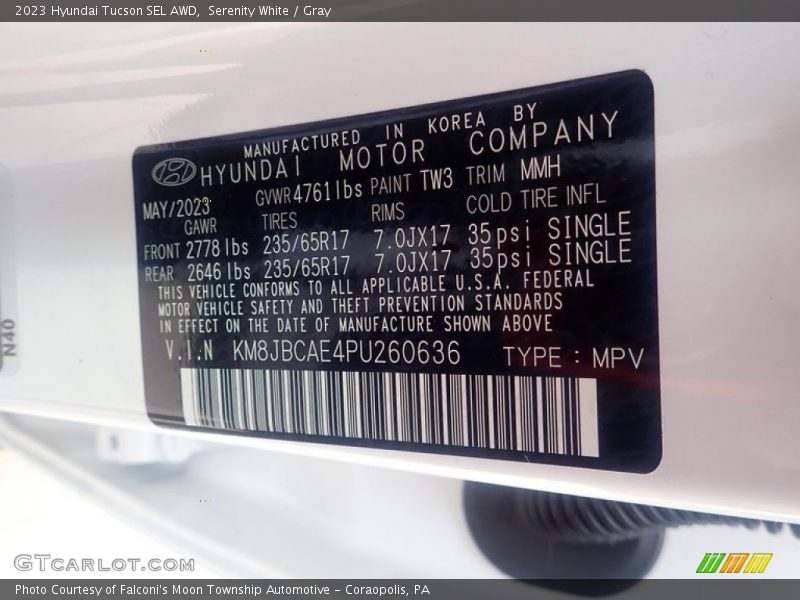 2023 Hyundai Tucson SEL AWD,  Serenity White / Gray
MANUFACTURED IN KOREA BY
HYUNDAI MOTOR COMPANY
MAY/2023 GVWR 4761lbs PAINT TW3 TRIM MMH
GAWR TIRES RIMS COLD TIRE INFL
FRONT 2778 lbs 235/65R17 7.0JX17 35psi SINGLE
REAR 2646 lbs 235/65R17 7.0JX17 35psi SINGLE
THIS VEHICLE CONFORMS TO ALL APPLICABLE U.S.A. FEDERAL
MOTOR VEHICLE SAFETY AND THEFT PREVENTION STANDARDS
IN EFFECT ON THE DATE OF MANUFACTURE SHOWN ABOVE
V.I.N KM8JBCAE4PU260636 TYPE : MPV
N40
GTCARLOT.COM
Photo Courtesy of Falconi's Moon Township Automotive – Coraopolis, PA